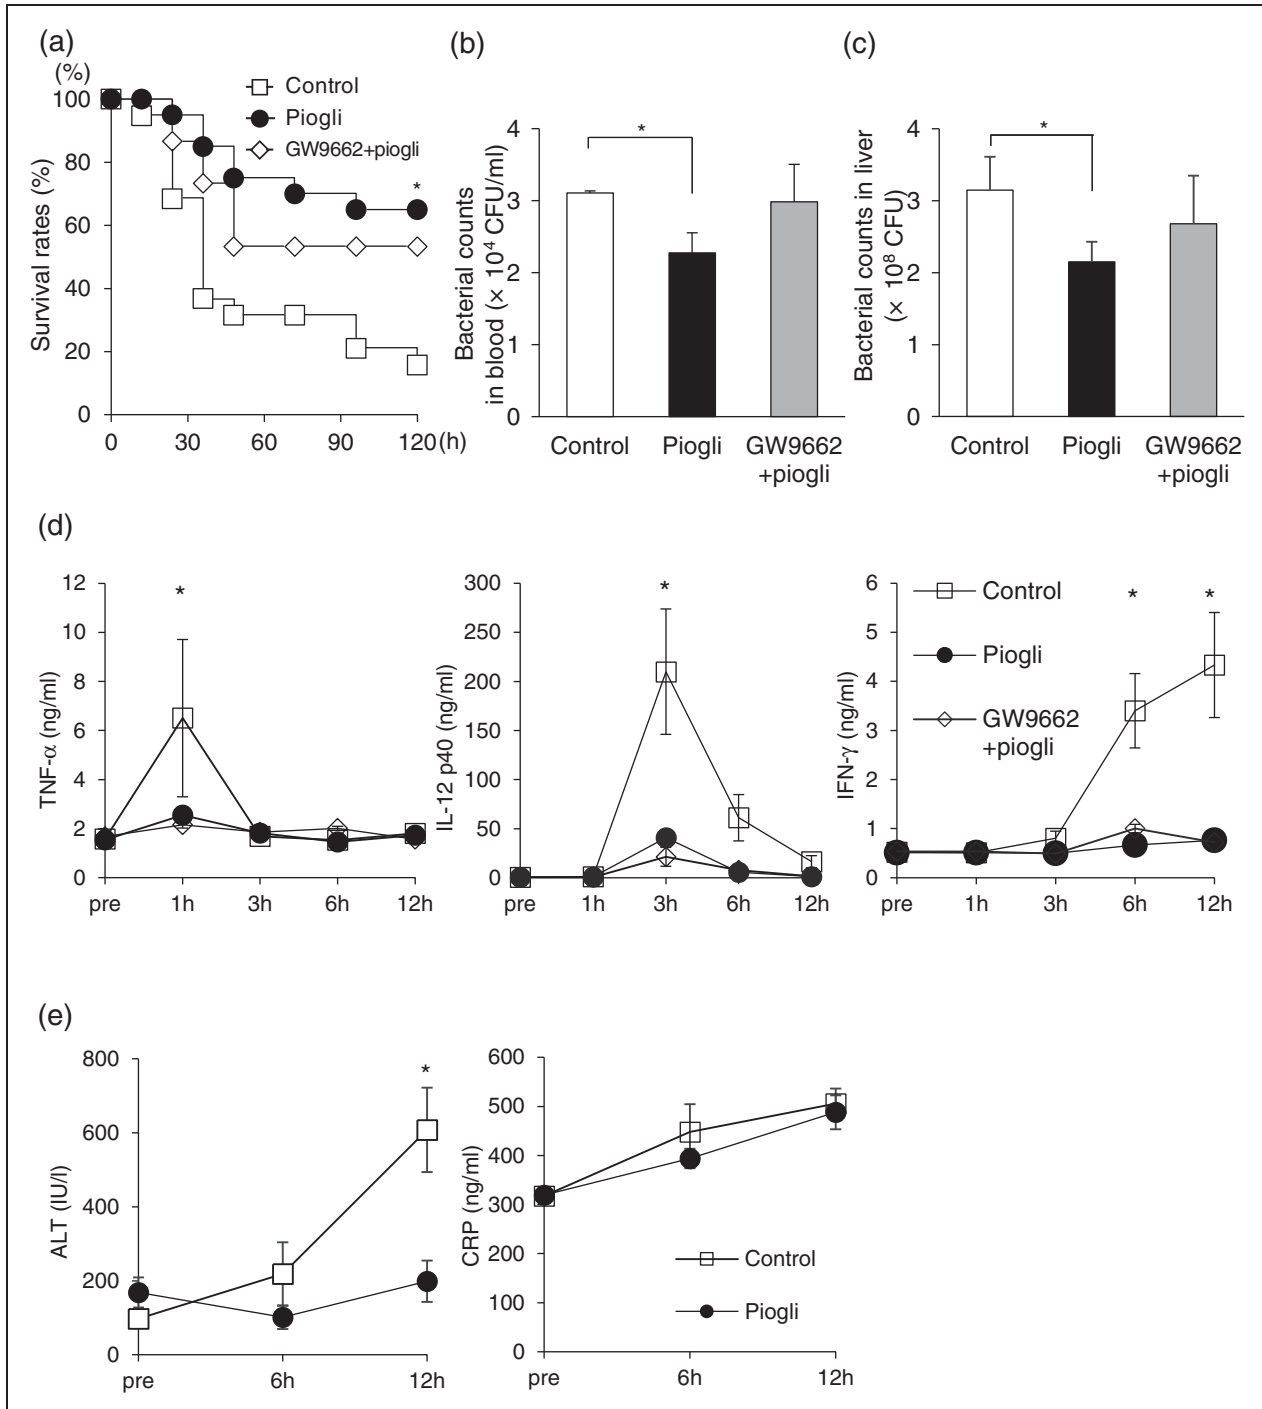 (a)
(%)
100
80
60
40
20
0
Survival rates (%)
0 30 60 90 120 (h)
Control
Piogli
GW9662+piogli
*
(b)
4
3
2
1
0
Bacterial counts
in blood (× 10⁴ CFU/ml)
*
Control Piogli GW9662
+piogli
(c)
4
3
2
1
0
Bacterial counts in liver
(× 10⁸ CFU)
*
Control Piogli GW9662
+piogli
(d)
12
10
8
6
4
2
0
TNF-α (ng/ml)
*
pre 1h 3h 6h 12h
300
250
200
150
100
50
0
IL-12 p40 (ng/ml)
*
pre 1h 3h 6h 12h
6
5
4
3
2
1
0
IFN-γ (ng/ml)
Control
Piogli
GW9662
+piogli
* *
pre 1h 3h 6h 12h
(e)
800
600
400
200
0
ALT (IU/l)
*
pre 6h 12h
600
500
400
300
200
100
0
CRP (ng/ml)
Control
Piogli
pre 6h 12h